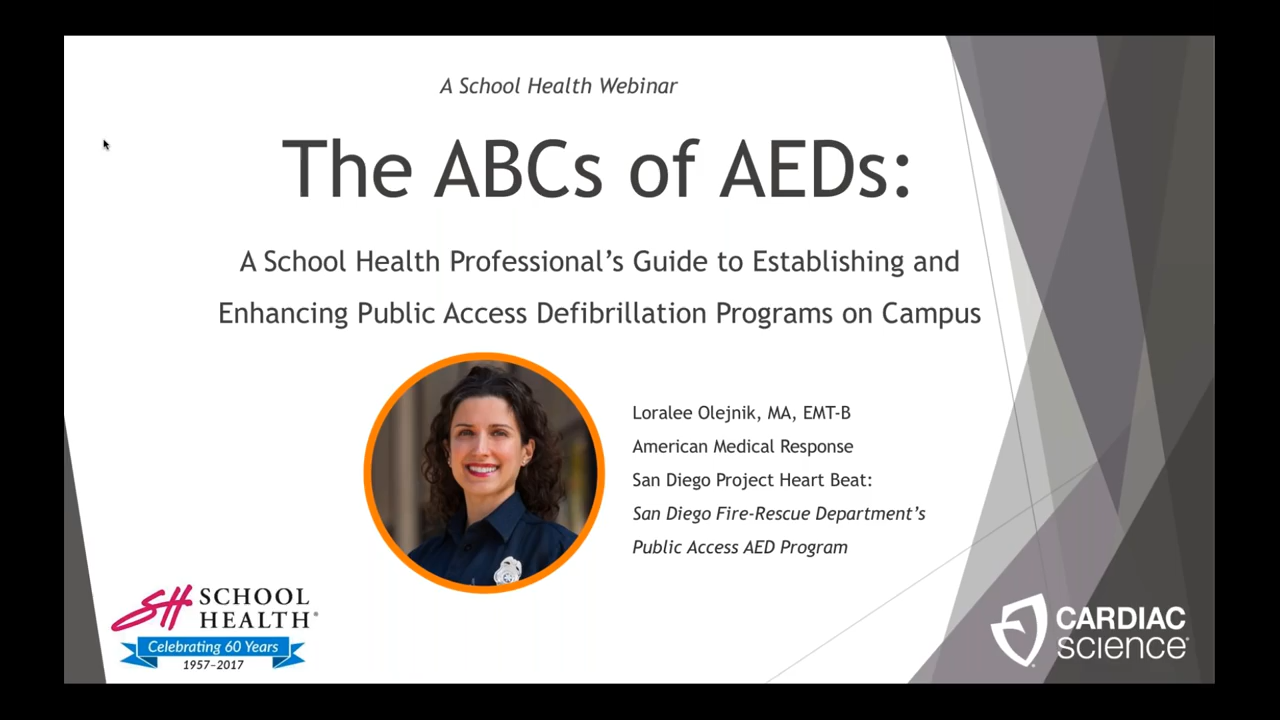 A School Health Webinar
The ABCs of AEDs:
A School Health Professional’s Guide to Establishing and
Enhancing Public Access Defibrillation Programs on Campus
Loralee Olejnik, MA, EMT-B
American Medical Response
San Diego Project Heart Beat:
San Diego Fire-Rescue Department’s
Public Access AED Program
SH SCHOOL
HEALTH®
Celebrating 60 Years
1957–2017
CARDIAC
science®